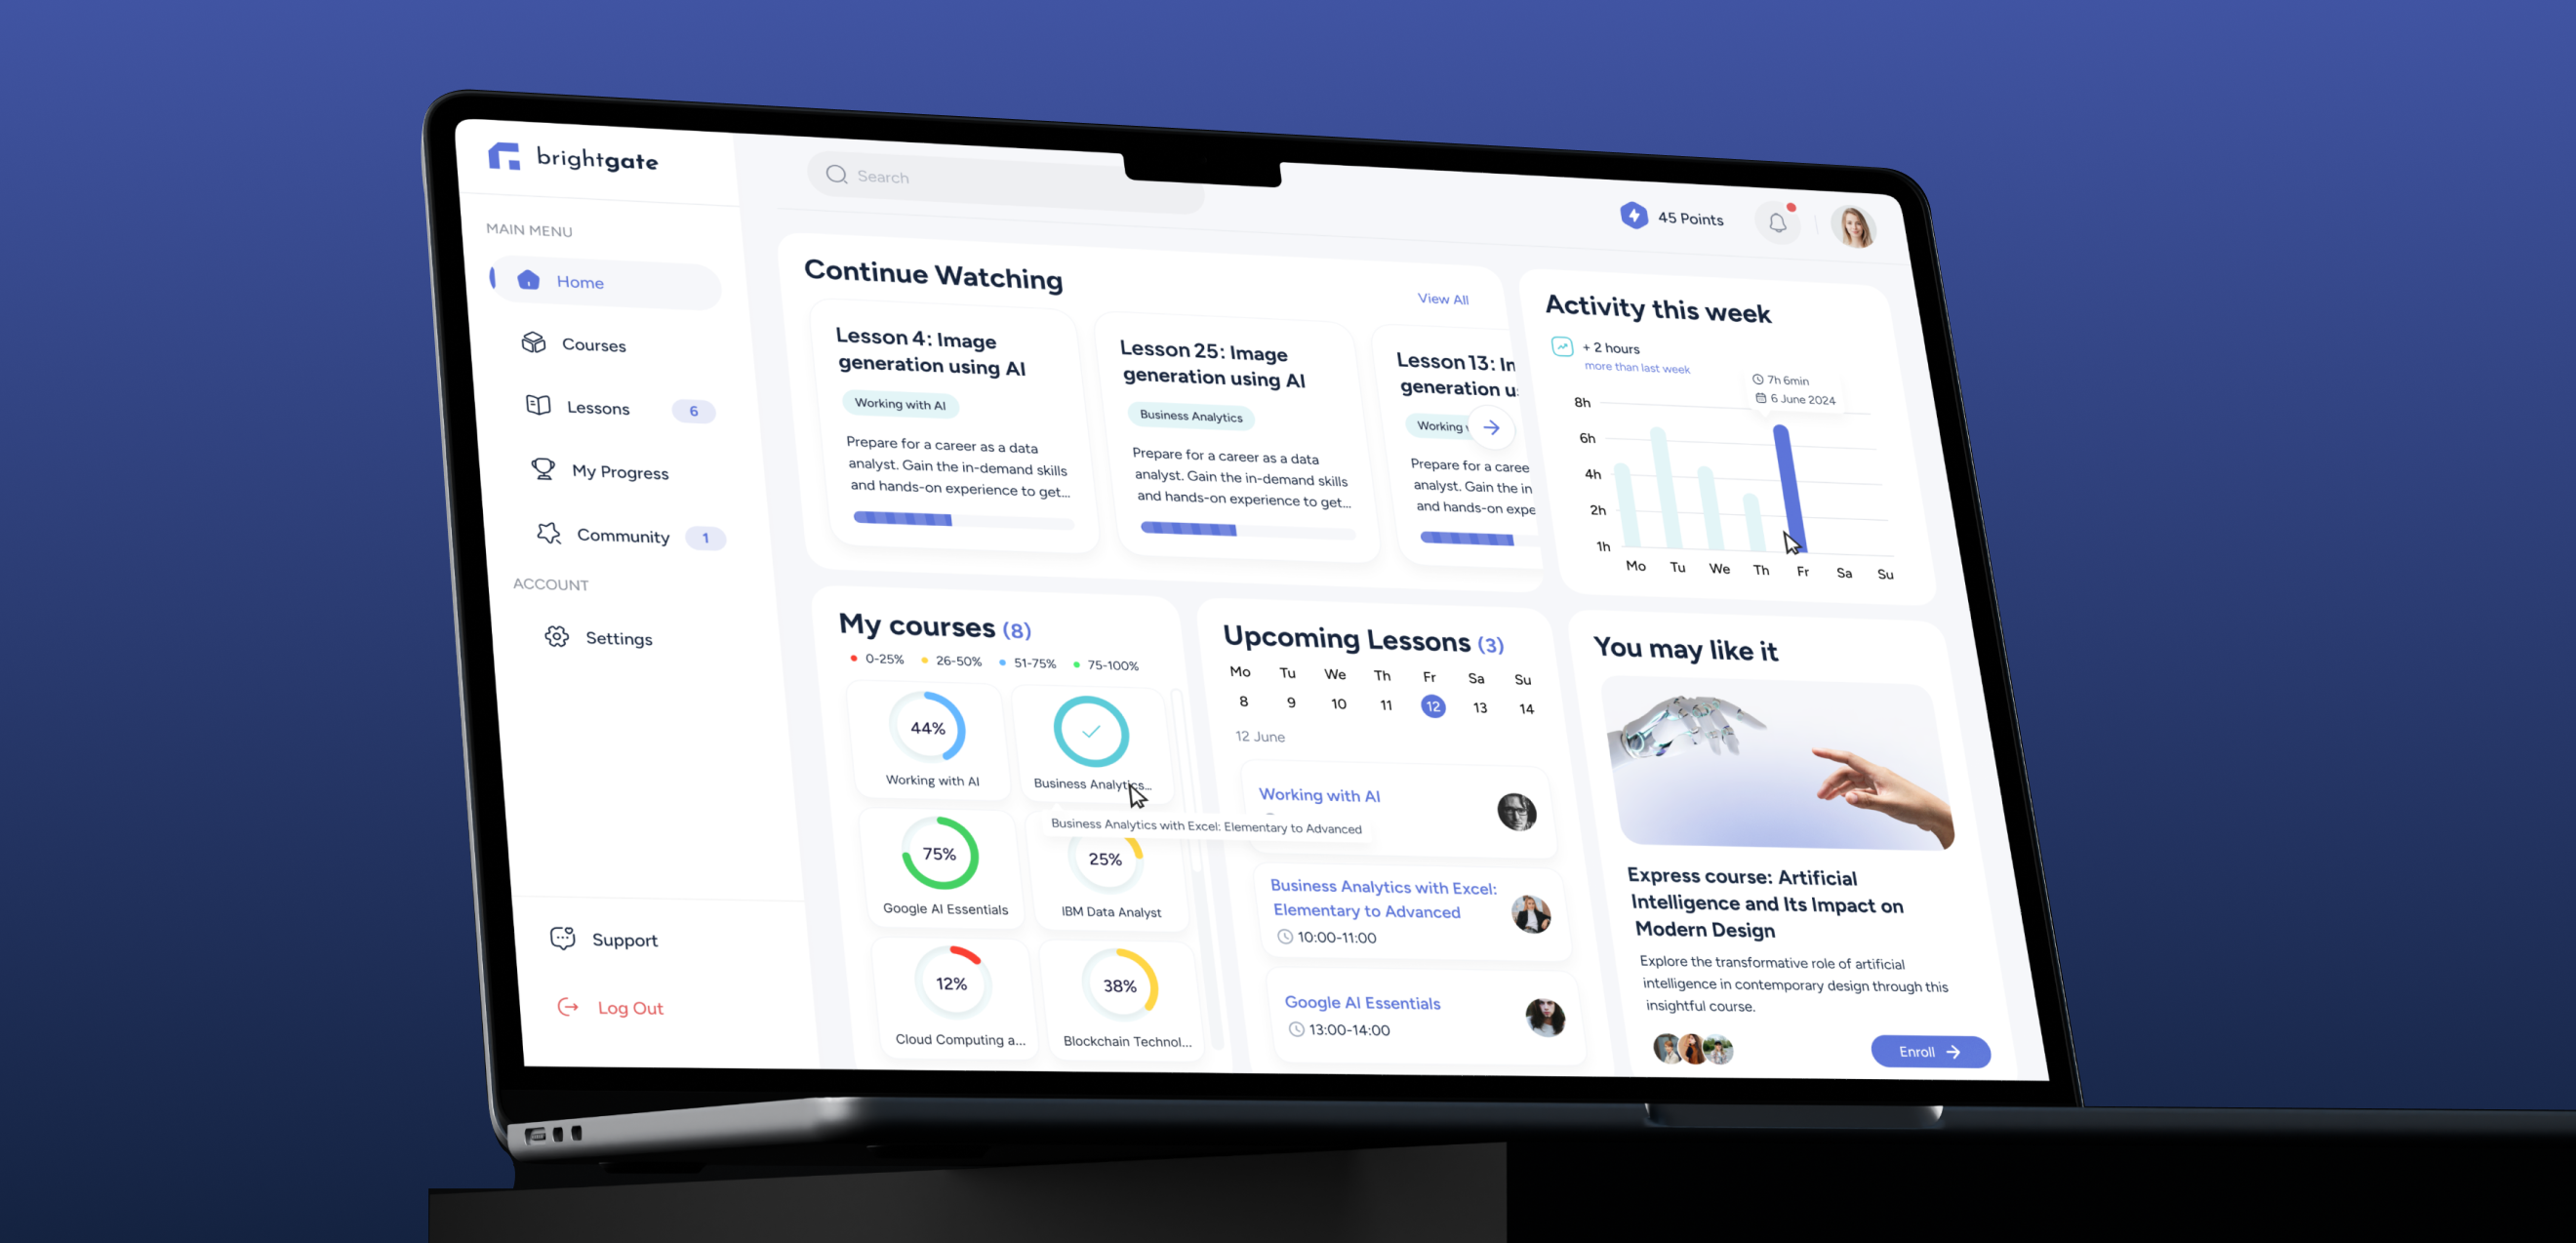 brightgate
Search
45 Points
MAIN MENU
Home
Courses
Lessons
6
My Progress
Community
1
ACCOUNT
Settings
Support
Log Out
Continue Watching
View All
Lesson 4: Image
generation using AI
Working with AI
Prepare for a career as a data
analyst. Gain the in-demand skills
and hands-on experience to get...
Lesson 25: Image
generation using AI
Business Analytics
Prepare for a career as a data
analyst. Gain the in-demand skills
and hands-on experience to get...
Lesson 13: In
generation u
Working
Prepare for a caree
analyst. Gain the in
and hands-on expe
Activity this week
+ 2 hours
more than last week
7h 6min
6 June 2024
8h
6h
4h
2h
1h
Mo Tu We Th Fr Sa Su
My courses (8)
0-25% 26-50% 51-75% 75-100%
44%
Working with AI
Business Analytics...
Business Analytics with Excel: Elementary to Advanced
75%
Google AI Essentials
25%
IBM Data Analyst
12%
Cloud Computing a...
38%
Blockchain Technol...
Upcoming Lessons (3)
Mo Tu We Th Fr Sa Su
8 9 10 11 12 13 14
12 June
Working with AI
Business Analytics with Excel:
Elementary to Advanced
10:00-11:00
Google AI Essentials
13:00-14:00
You may like it
Express course: Artificial
Intelligence and Its Impact on
Modern Design
Explore the transformative role of artificial
intelligence in contemporary design through this
insightful course.
Enroll